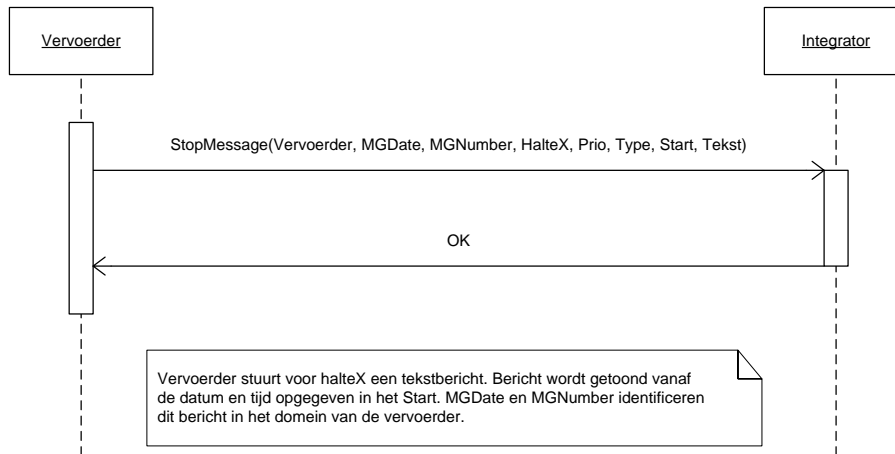 Vervoerder
Integrator
StopMessage(Vervoerder, MGDate, MGNumber, HalteX, Prio, Type, Start, Tekst)
OK
Vervoerder stuurt voor halteX een tekstbericht. Bericht wordt getoond vanaf
de datum en tijd opgegeven in het Start. MGDate en MGNumber identificeren
dit bericht in het domein van de vervoerder.